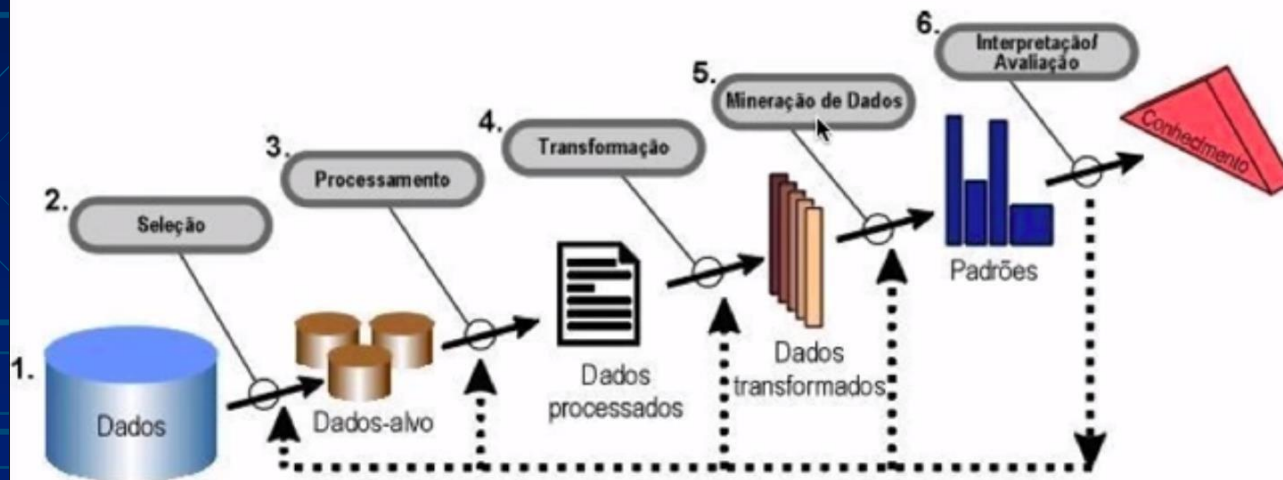 1.
Dados
2.
Seleção
Dados-alvo
3.
Processamento
Dados
processados
4.
Transformação
Dados
transformados
5.
Mineração de Dados
Padrões
6.
Interpretação/
Avaliação
Conhecimento